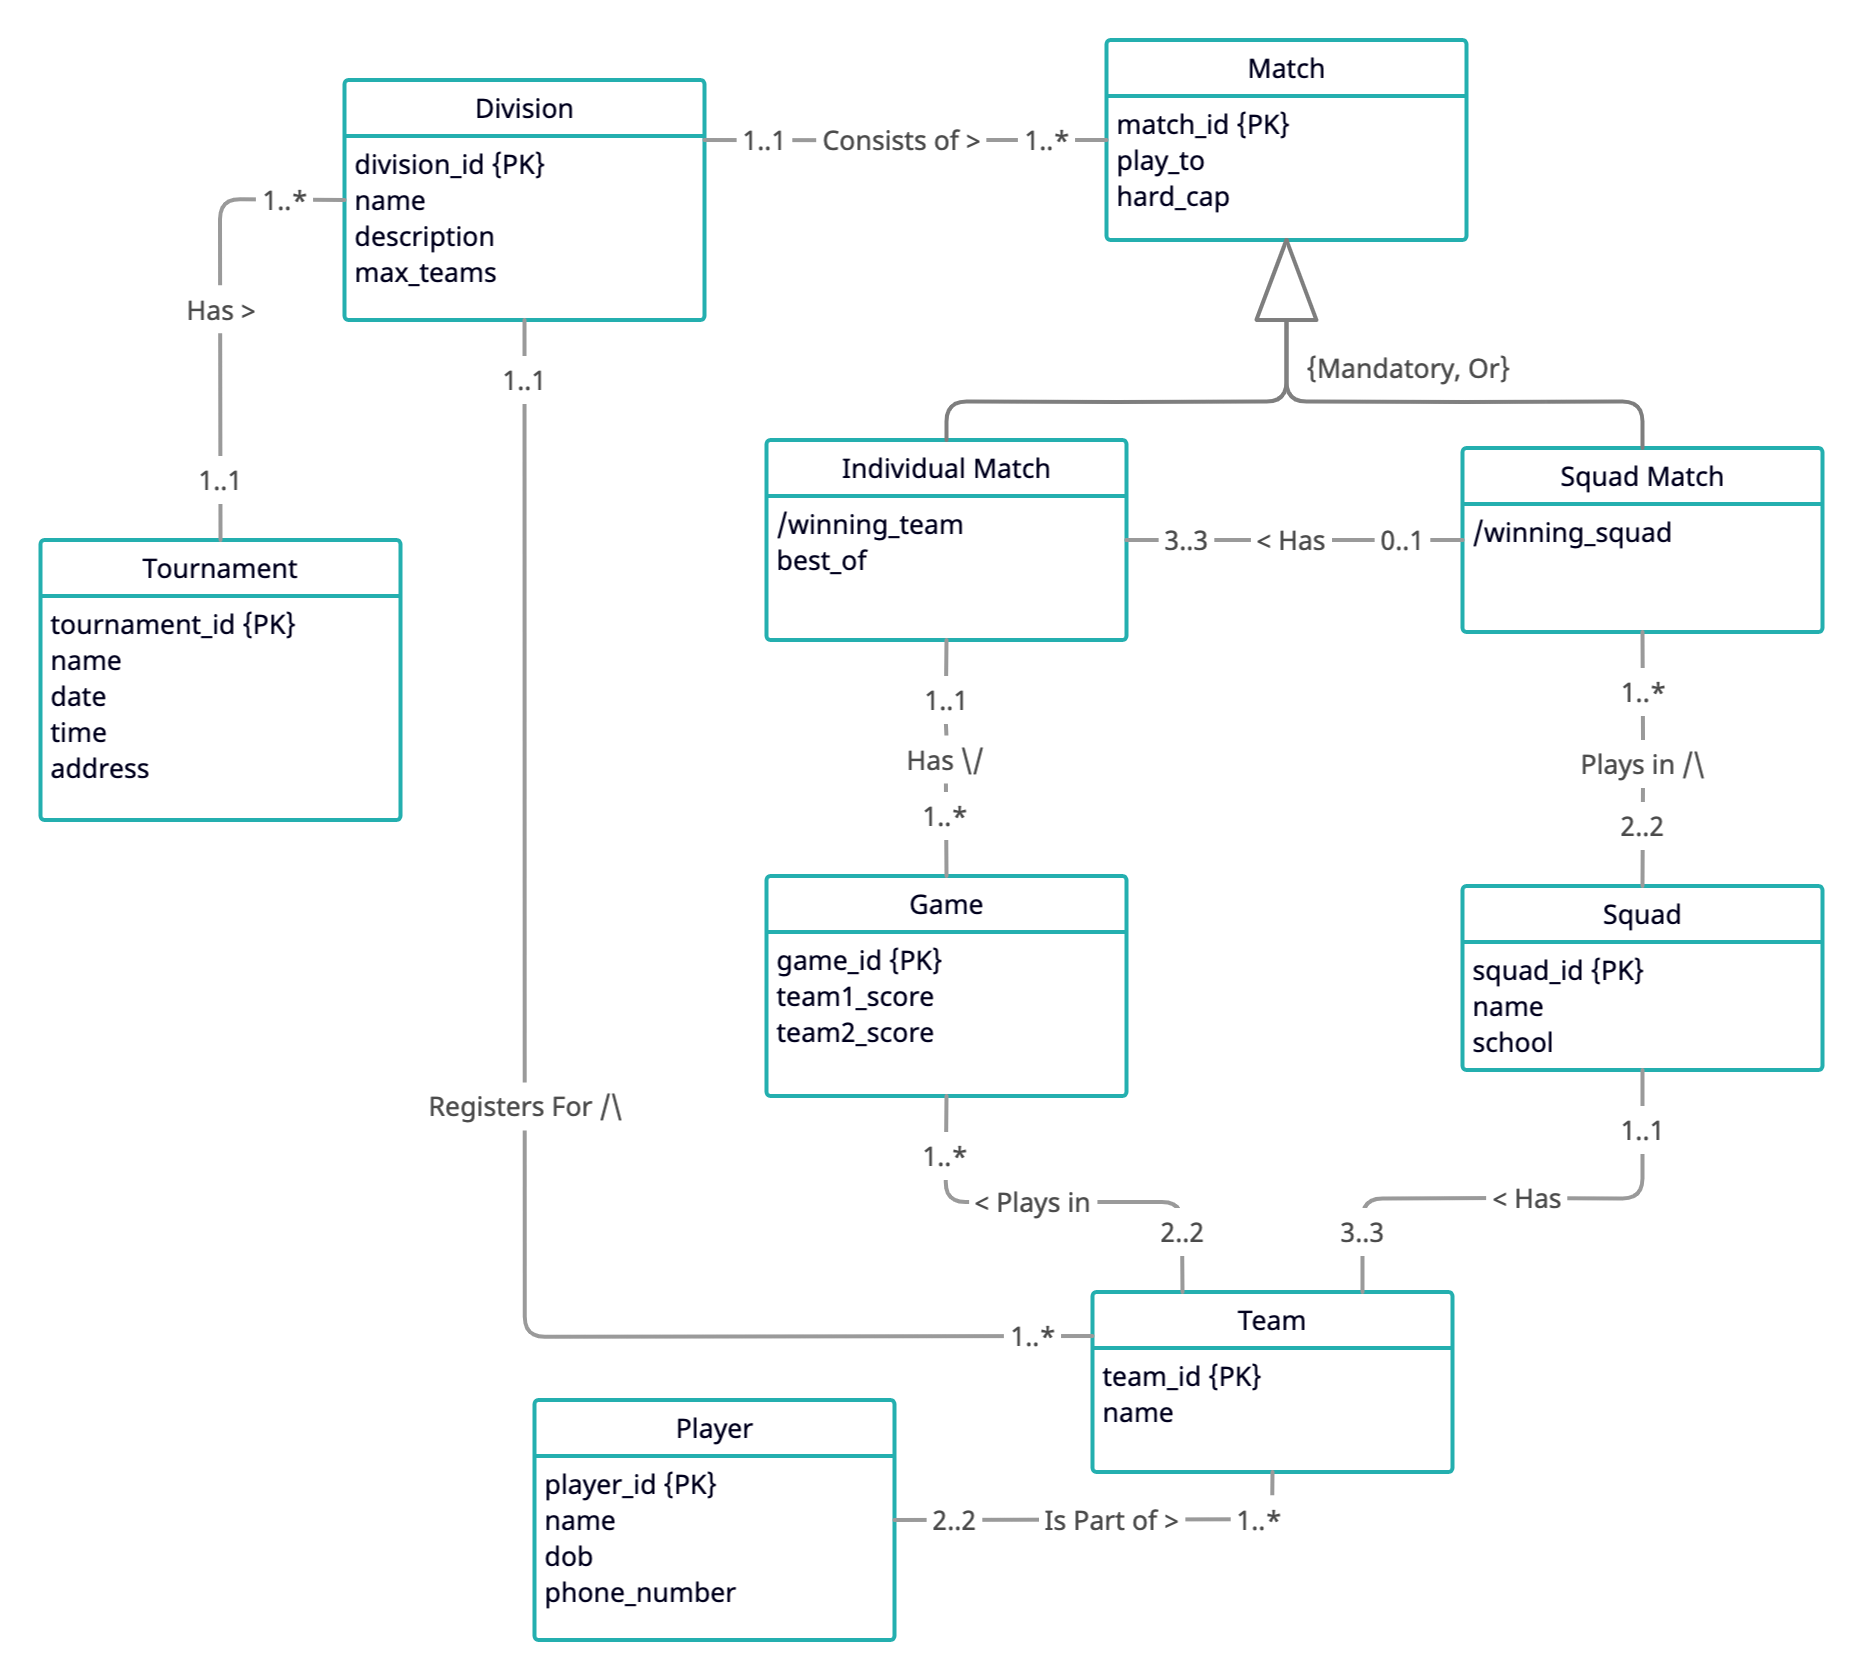 Match
match_id {PK}
play_to
hard_cap
Division
division_id {PK}
name
description
max_teams
1..1
Consists of >
1..*
1..*
Has >
1..1
1..1
{Mandatory, Or}
Individual Match
/winning_team
best_of
3..3
< Has
0..1
Squad Match
/winning_squad
Tournament
tournament_id {PK}
name
date
time
address
1..1
Has \/
1..*
1..*
Plays in /\
2..2
Game
game_id {PK}
team1_score
team2_score
Squad
squad_id {PK}
name
school
Registers For /\
1..*
< Plays in
2..2
1..1
< Has
3..3
1..*
Team
team_id {PK}
name
Player
player_id {PK}
name
dob
phone_number
2..2
Is Part of >
1..*